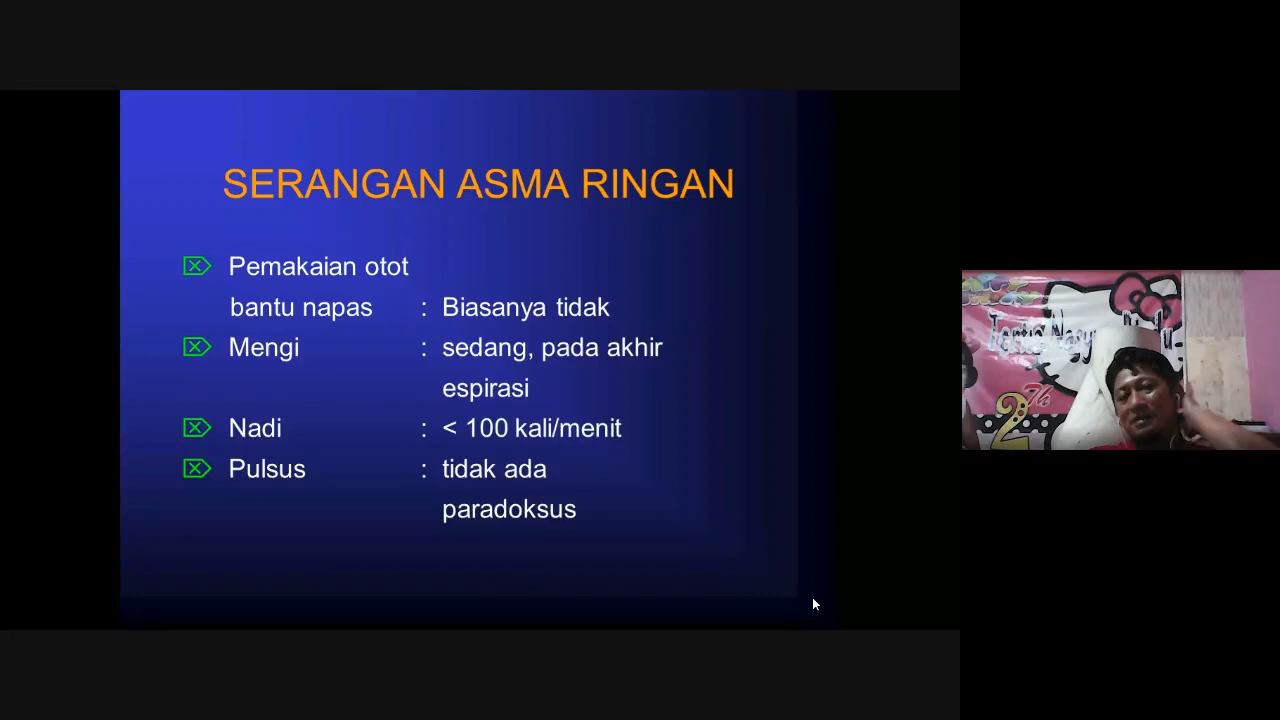 SERANGAN ASMA RINGAN
Pemakaian otot
bantu napas : Biasanya tidak
Mengi : sedang, pada akhir
espirasi
Nadi : < 100 kali/menit
Pulsus : tidak ada
paradoksus
2Th